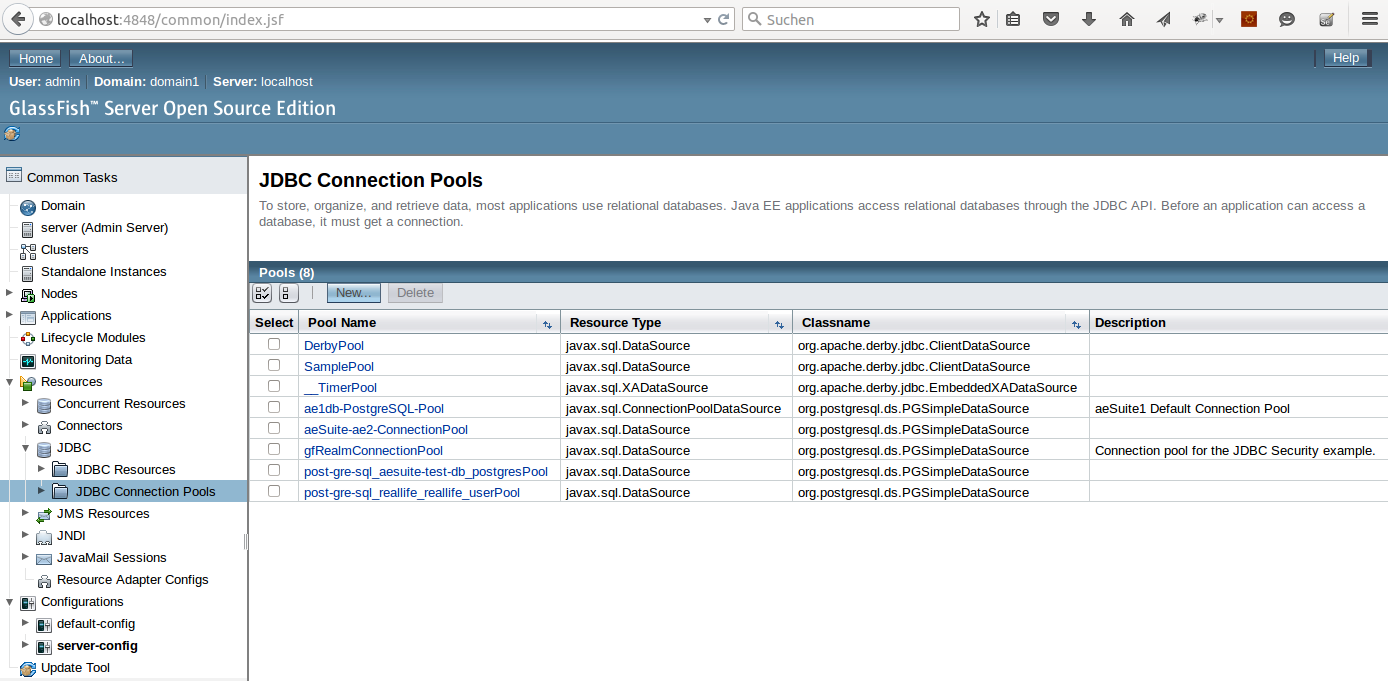 localhost:4848/common/index.jsf
Suchen
Home About... Help
User: admin Domain: domain1 Server: localhost
GlassFish™ Server Open Source Edition
Common Tasks
Domain
server (Admin Server)
Clusters
Standalone Instances
Nodes
Applications
Lifecycle Modules
Monitoring Data
Resources
Concurrent Resources
Connectors
JDBC
JDBC Resources
JDBC Connection Pools
JMS Resources
JNDI
JavaMail Sessions
Resource Adapter Configs
Configurations
default-config
server-config
Update Tool
JDBC Connection Pools
To store, organize, and retrieve data, most applications use relational databases. Java EE applications access relational databases through the JDBC API. Before an application can access a
database, it must get a connection.
Pools (8)
New... Delete
Select Pool Name Resource Type Classname Description
DerbyPool javax.sql.DataSource org.apache.derby.jdbc.ClientDataSource
SamplePool javax.sql.DataSource org.apache.derby.jdbc.ClientDataSource
__TimerPool javax.sql.XADataSource org.apache.derby.jdbc.EmbeddedXADataSource
ae1db-PostgreSQL-Pool javax.sql.ConnectionPoolDataSource org.postgresql.ds.PGSimpleDataSource aeSuite1 Default Connection Pool
aeSuite-ae2-ConnectionPool javax.sql.DataSource org.postgresql.ds.PGSimpleDataSource
gfRealmConnectionPool javax.sql.DataSource org.postgresql.ds.PGSimpleDataSource Connection pool for the JDBC Security example.
post-gre-sql_aesuite-test-db_postgresPool javax.sql.DataSource org.postgresql.ds.PGSimpleDataSource
post-gre-sql_reallife_reallife_userPool javax.sql.DataSource org.postgresql.ds.PGSimpleDataSource